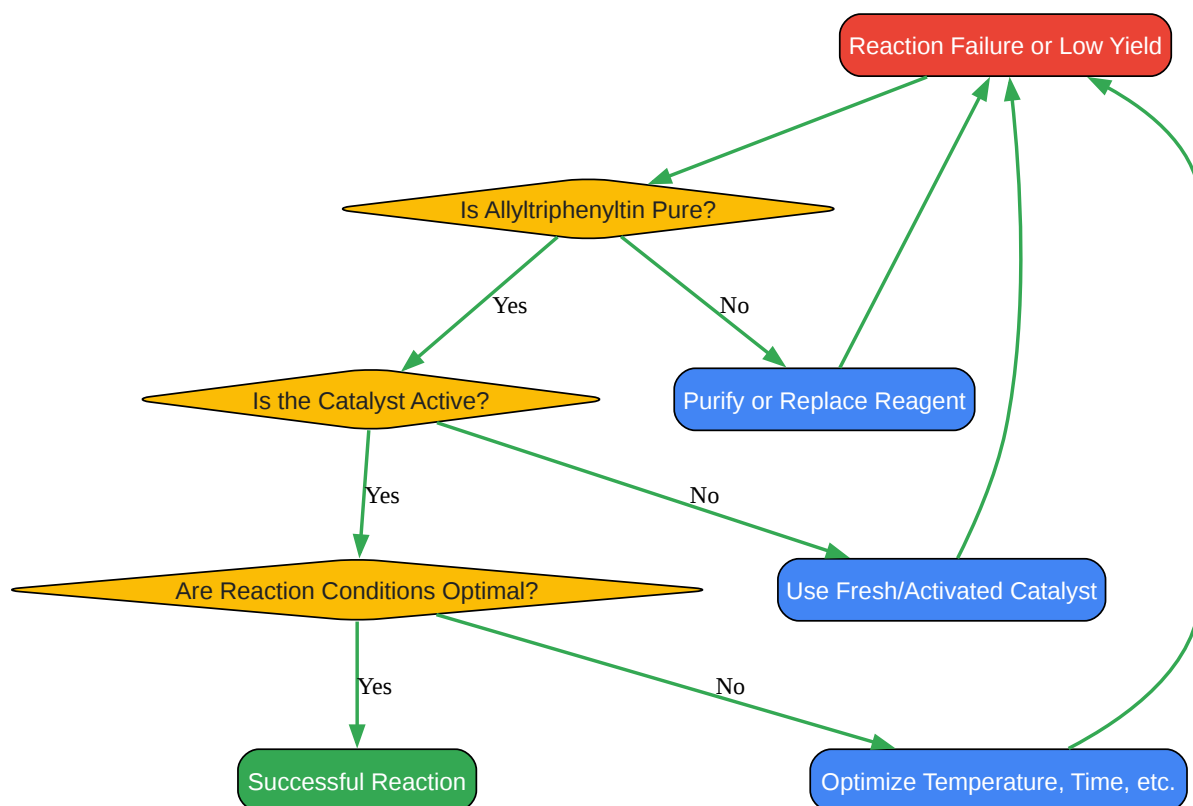 Reaction Failure or Low Yield
Is Allyltriphenyltin Pure?
Yes
No
Purify or Replace Reagent
Is the Catalyst Active?
Yes
No
Use Fresh/Activated Catalyst
Are Reaction Conditions Optimal?
Yes
No
Successful Reaction
Optimize Temperature, Time, etc.